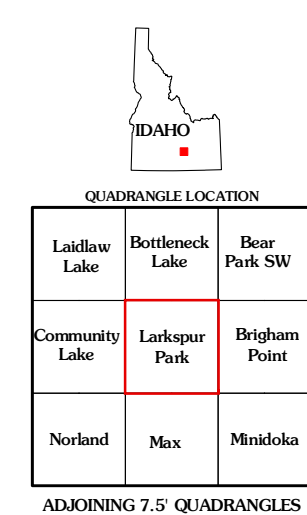 IDAHO
QUADRANGLE LOCATION
Laidlaw
Lake
Bottleneck
Lake
Bear
Park SW
Community
Lake
Larkspur
Park
Brigham
Point
Norland
Max
Minidoka
ADJOINING 7.5' QUADRANGLES